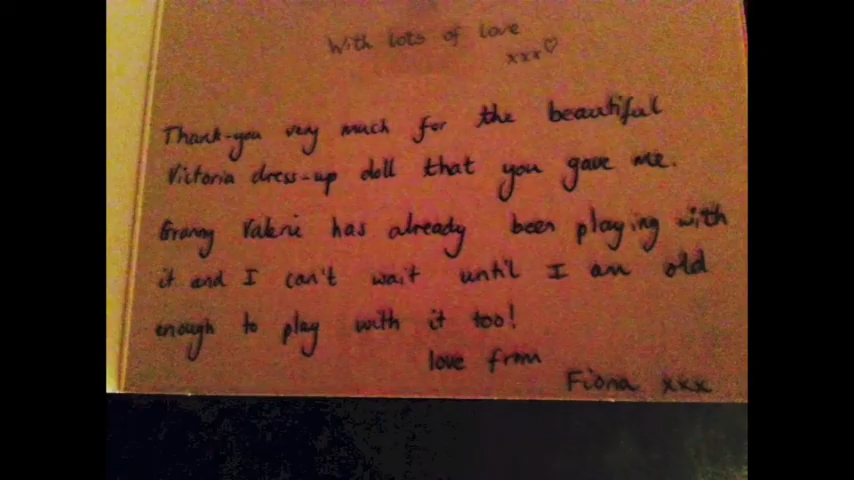 With lots of love
xxx♡
Thank-you very much for the beautiful
Victoria dress-up doll that you gave me.
Granny Valerie has already been playing with
it and I can't wait until I am old
enough to play with it too!
love from
Fiona xxx